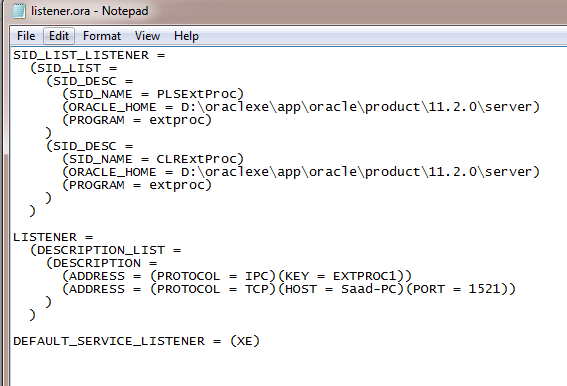 listener.ora - Notepad
File Edit Format View Help
SID_LIST_LISTENER =
  (SID_LIST =
    (SID_DESC =
      (SID_NAME = PLSExtProc)
      (ORACLE_HOME = D:\oraclexe\app\oracle\product\11.2.0\server)
      (PROGRAM = extproc)
    )
    (SID_DESC =
      (SID_NAME = CLRExtProc)
      (ORACLE_HOME = D:\oraclexe\app\oracle\product\11.2.0\server)
      (PROGRAM = extproc)
    )
  )

LISTENER =
  (DESCRIPTION_LIST =
    (DESCRIPTION =
      (ADDRESS = (PROTOCOL = IPC)(KEY = EXTPROC1))
      (ADDRESS = (PROTOCOL = TCP)(HOST = Saad-PC)(PORT = 1521))
    )
  )

DEFAULT_SERVICE_LISTENER = (XE)